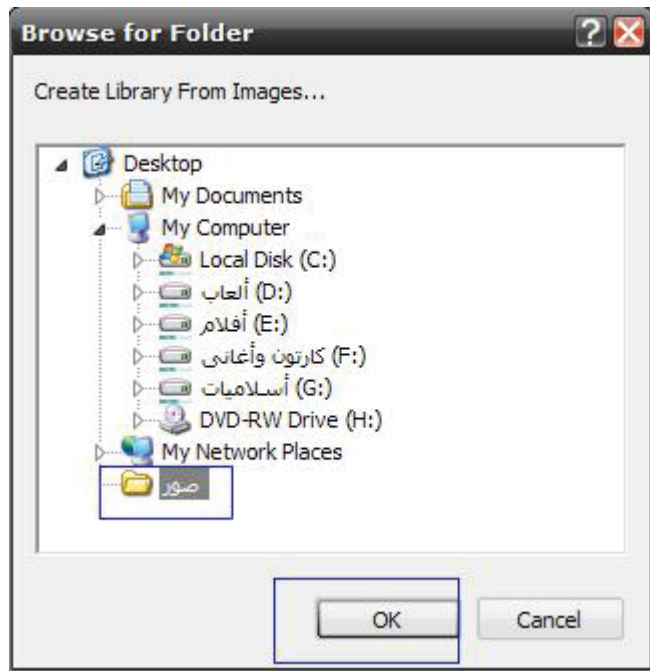 Browse for Folder
Create Library From Images...
Desktop
My Documents
My Computer
Local Disk (C:)
ألعاب (D:)
أفلام (E:)
كارتون وأغانى (F:)
أسلاميات (G:)
DVD-RW Drive (H:)
My Network Places
صور
OK Cancel